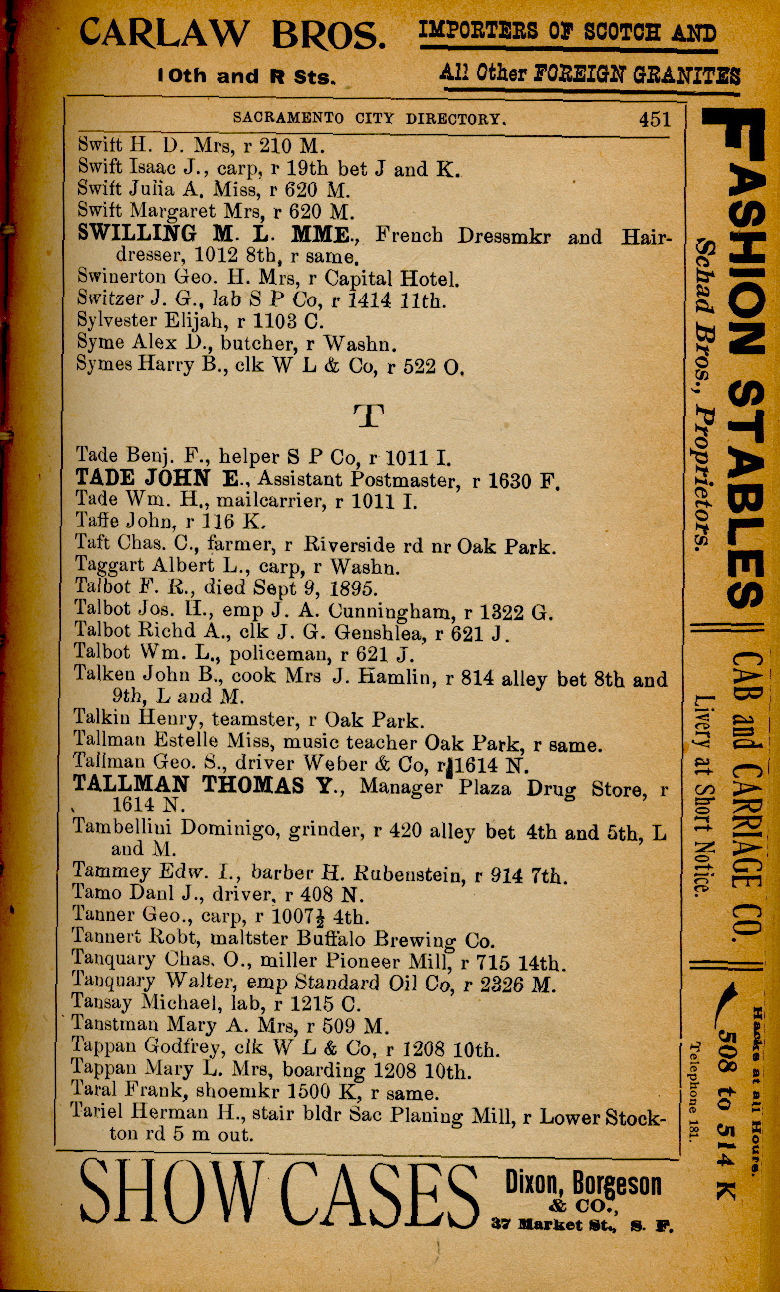 CARLAW BROS. IMPORTERS OF SCOTCH AND
10th and R Sts. All Other FOREIGN GRANITES
SACRAMENTO CITY DIRECTORY. 451
Swift H. D. Mrs, r 210 M.
Swift Isaac J., carp, r 19th bet J and K.
Swift Julia A. Miss, r 620 M.
Swift Margaret Mrs, r 620 M.
SWILLING M. L. MME., French Dressmkr and Hair-
dresser, 1012 8th, r same.
Swinerton Geo. H. Mrs, r Capital Hotel.
Switzer J. G., lab S P Co, r 1414 11th.
Sylvester Elijah, r 1103 C.
Syme Alex D., butcher, r Washn.
Symes Harry B., clk W L & Co, r 522 O.
T
Tade Benj. F., helper S P Co, r 1011 I.
TADE JOHN E., Assistant Postmaster, r 1630 F.
Tade Wm. H., mailcarrier, r 1011 I.
Taffe John, r 116 K.
Taft Chas. C., farmer, r Riverside rd nr Oak Park.
Taggart Albert L., carp, r Washn.
Talbot F. R., died Sept 9, 1895.
Talbot Jos. H., emp J. A. Cunningham, r 1322 G.
Talbot Richd A., clk J. G. Genshlea, r 621 J.
Talbot Wm. L., policeman, r 621 J.
Talken John B., cook Mrs J. Hamlin, r 814 alley bet 8th and
9th, L and M.
Talkin Henry, teamster, r Oak Park.
Tallman Estelle Miss, music teacher Oak Park, r same.
Tallman Geo. S., driver Weber & Co, r 1614 N.
TALLMAN THOMAS Y., Manager Plaza Drug Store, r
1614 N.
Tambellini Dominigo, grinder, r 420 alley bet 4th and 5th, L
and M.
Tammey Edw. I., barber H. Rubenstein, r 914 7th.
Tamo Danl J., driver, r 408 N.
Tanner Geo., carp, r 1007½ 4th.
Tannert Robt, maltster Buffalo Brewing Co.
Tanquary Chas. O., miller Pioneer Mill, r 715 14th.
Tanquary Walter, emp Standard Oil Co, r 2326 M.
Tansay Michael, lab, r 1215 C.
Tanstman Mary A. Mrs, r 509 M.
Tappan Godfrey, clk W L & Co, r 1208 10th.
Tappan Mary L. Mrs, boarding 1208 10th.
Taral Frank, shoemkr 1500 K, r same.
Tariel Herman H., stair bldr Sac Planing Mill, r Lower Stock-
ton rd 5 m out.
FASHION STABLES
Schad Bros., Proprietors.
CAB and CARRIAGE CO.
Livery at Short Notice.
Hacks at all Hours.
508 to 514 K
Telephone 181.
SHOW CASES Dixon, Borgeson
& CO.,
37 Market St., S. F.